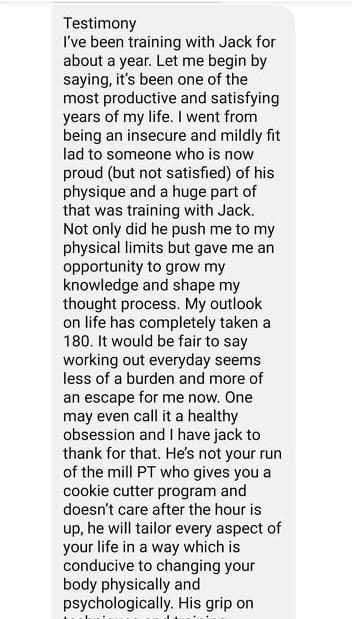 Testimony
I've been training with Jack for
about a year. Let me begin by
saying, it's been one of the
most productive and satisfying
years of my life. I went from
being an insecure and mildly fit
lad to someone who is now
proud (but not satisfied) of his
physique and a huge part of
that was training with Jack.
Not only did he push me to my
physical limits but gave me an
opportunity to grow my
knowledge and shape my
thought process. My outlook
on life has completely taken a
180. It would be fair to say
working out everyday seems
less of a burden and more of
an escape for me now. One
may even call it a healthy
obsession and I have jack to
thank for that. He's not your run
of the mill PT who gives you a
cookie cutter program and
doesn't care after the hour is
up, he will tailor every aspect of
your life in a way which is
conducive to changing your
body physically and
psychologically. His grip on